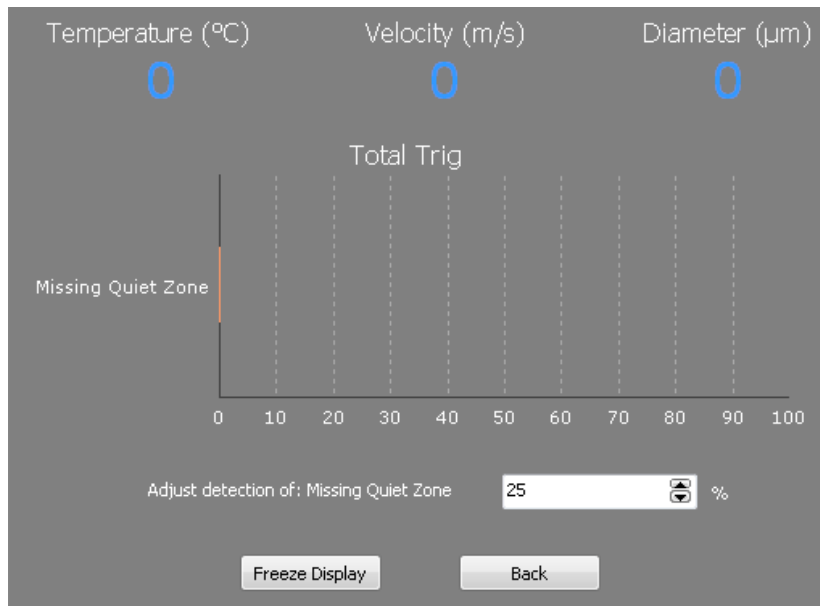 Temperature (ºC) Velocity (m/s) Diameter (µm)
0 0 0
Total Trig
Missing Quiet Zone
0 10 20 30 40 50 60 70 80 90 100
Adjust detection of: Missing Quiet Zone 25 %
Freeze Display Back